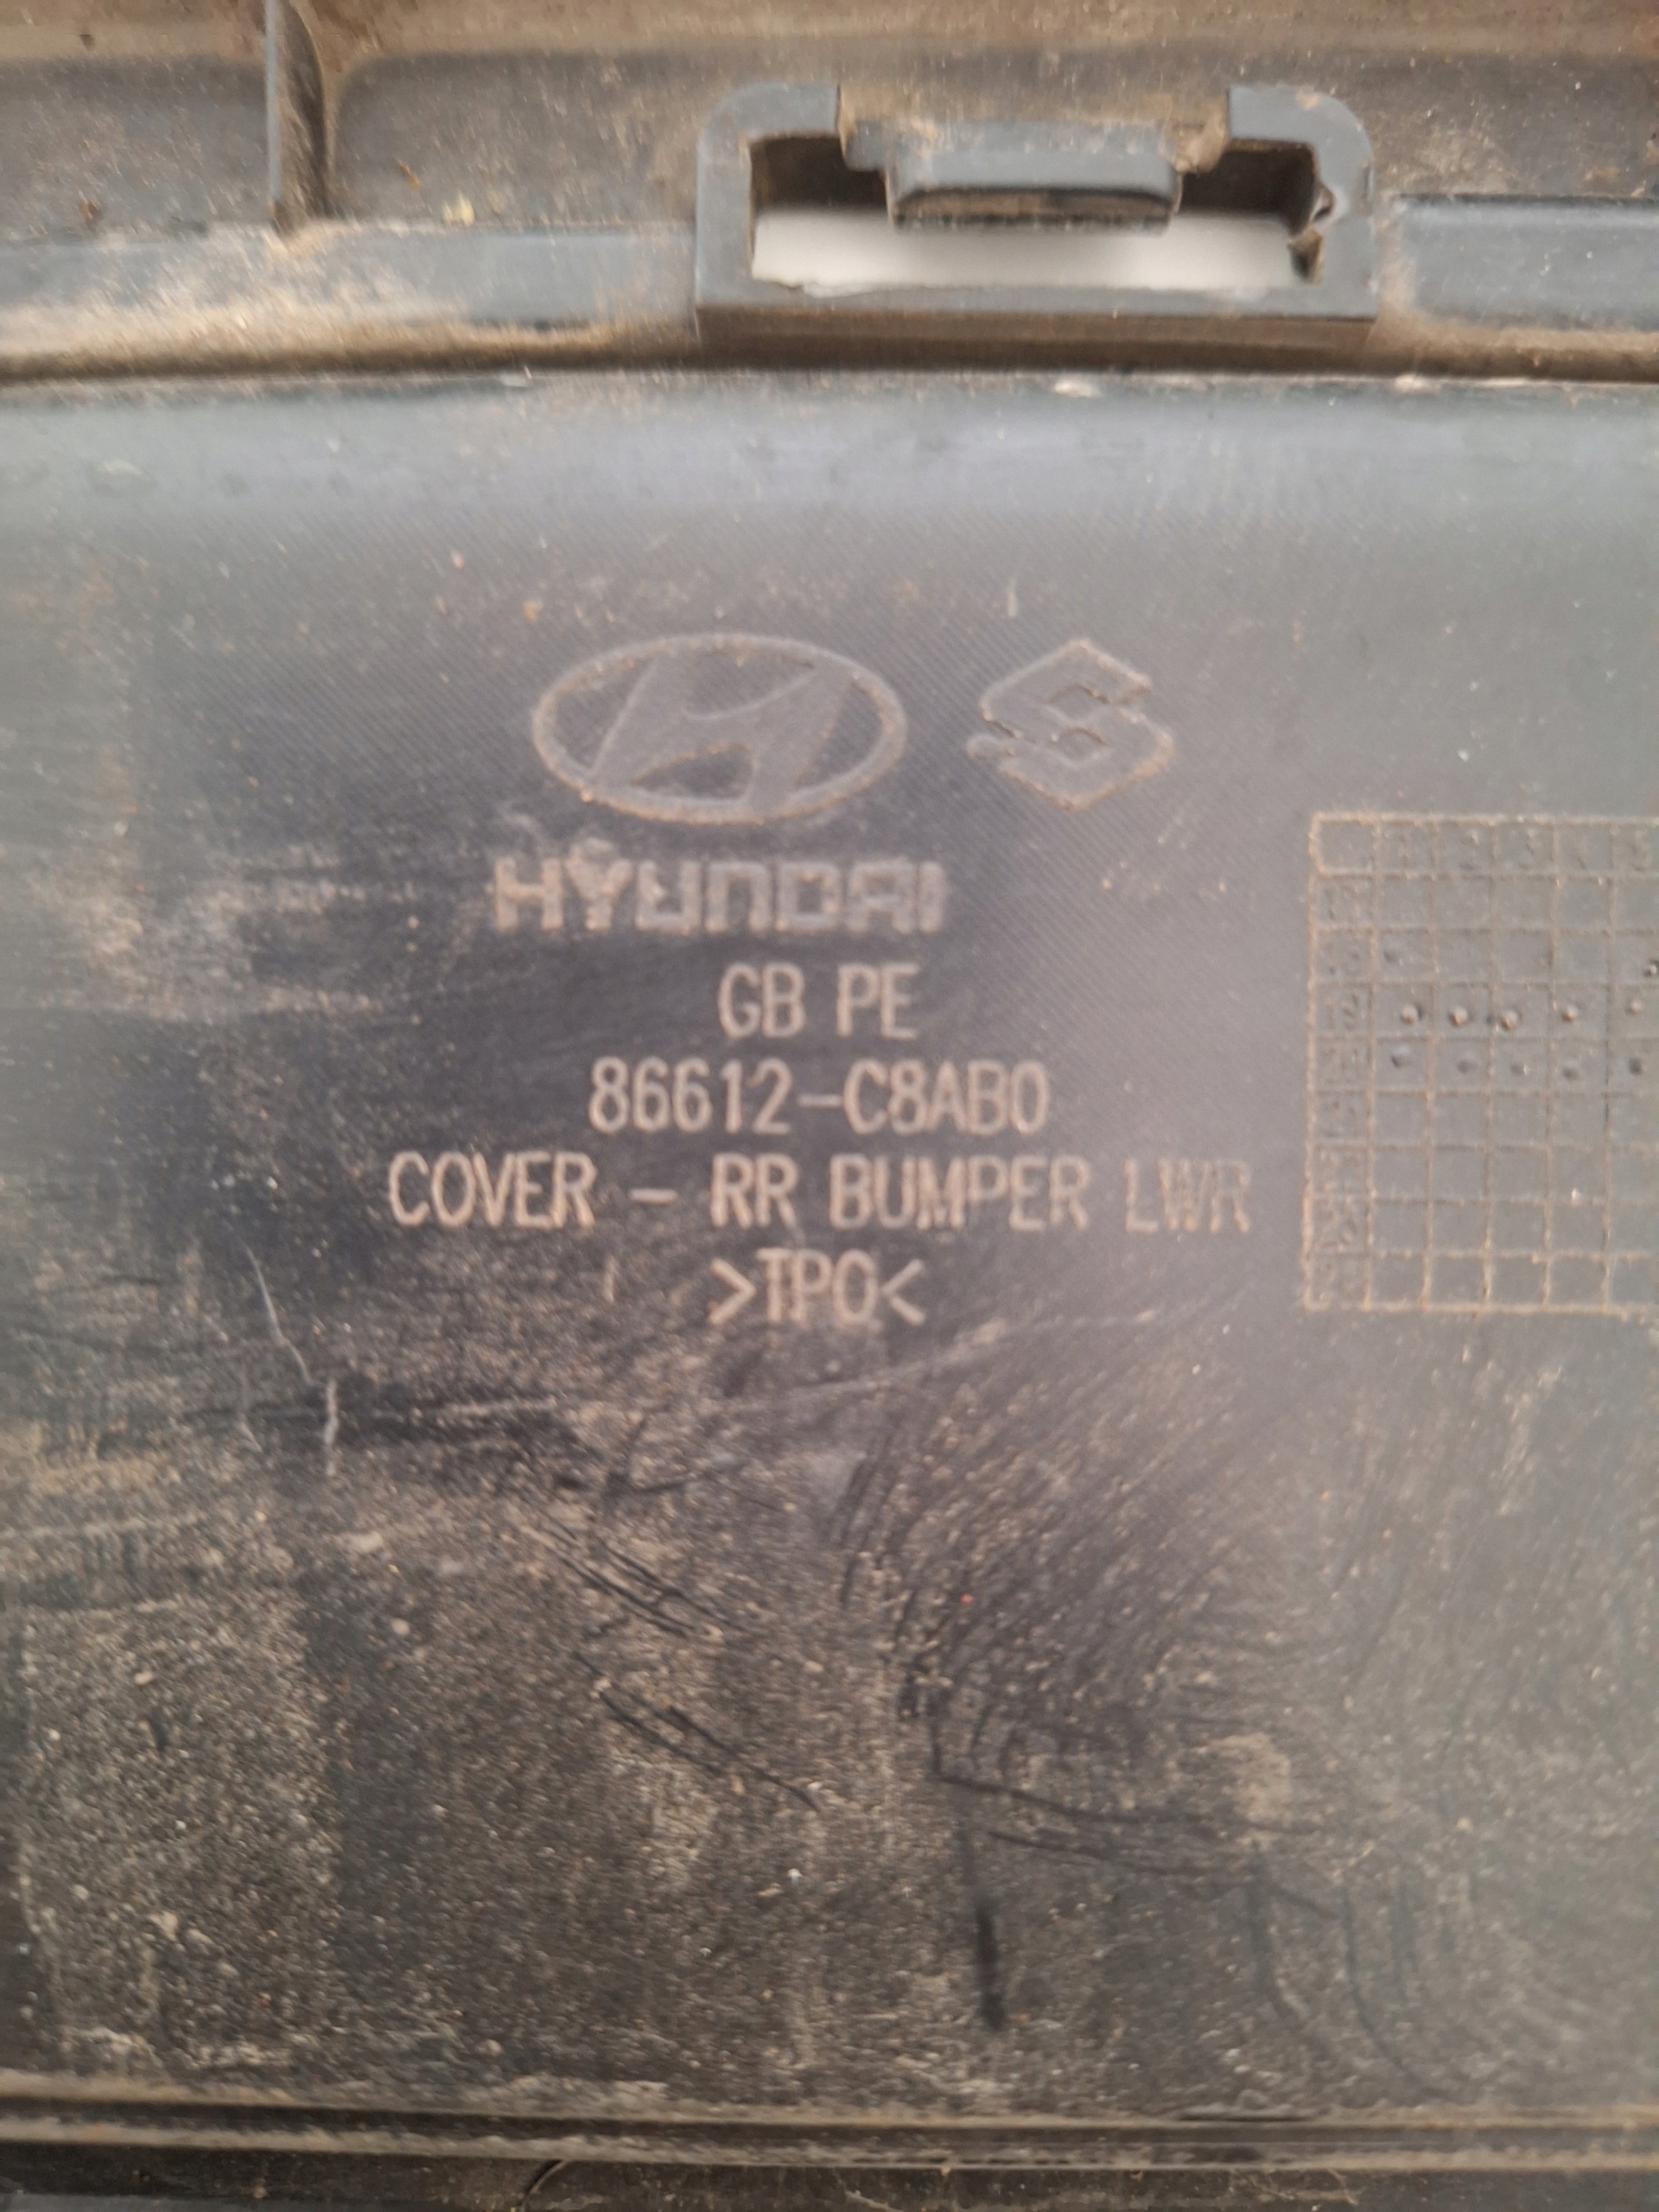 HYUNDAI
GB PE
86612-C8AB0
COVER - RR BUMPER LWR
>TPO<